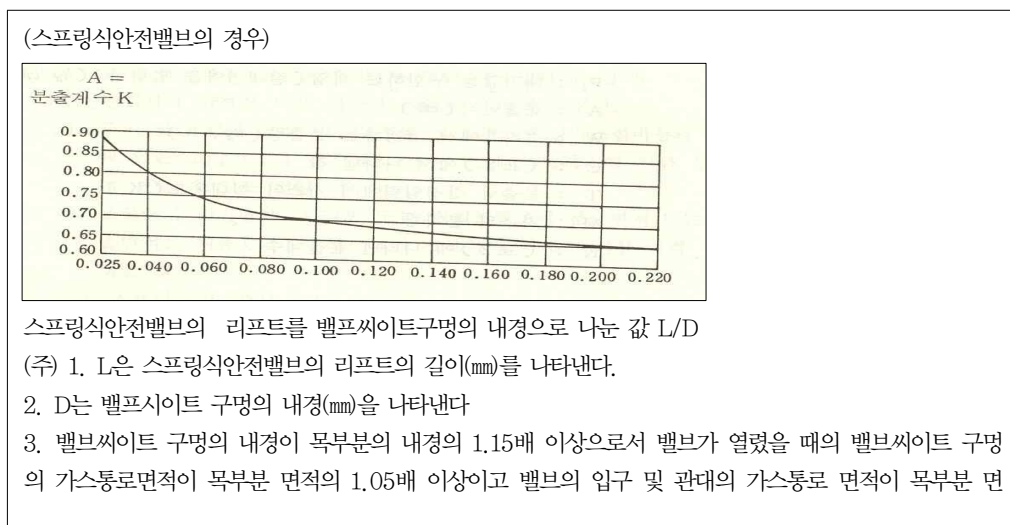 (스프링식안전밸브의 경우)
A =
분출계수 K
0.90
0.85
0.80
0.75
0.70
0.65
0.60
0.025 0.040 0.060 0.080 0.100 0.120 0.140 0.160 0.180 0.200 0.220
스프링식안전밸브의 리프트를 밸프씨이트구멍의 내경으로 나눈 값 L/D
(주) 1. L은 스프링식안전밸브의 리프트의 길이(㎜)를 나타낸다.
2. D는 밸프시이트 구멍의 내경(㎜)을 나타낸다
3. 밸브씨이트 구멍의 내경이 목부분의 내경의 1.15배 이상으로서 밸브가 열렸을 때의 밸브씨이트 구멍
의 가스통로면적이 목부분 면적의 1.05배 이상이고 밸브의 입구 및 관대의 가스통로 면적이 목부분 면